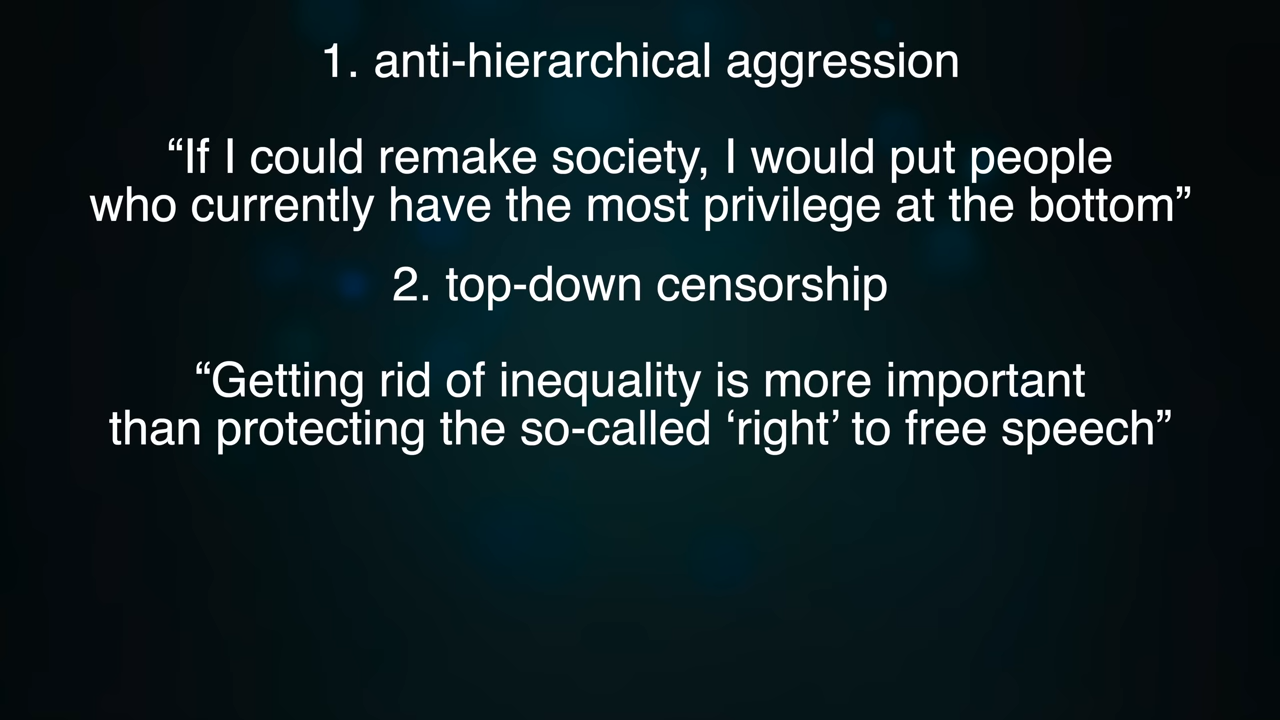 1. anti-hierarchical aggression
“If I could remake society, I would put people
who currently have the most privilege at the bottom”
2. top-down censorship
“Getting rid of inequality is more important
than protecting the so-called ‘right’ to free speech”